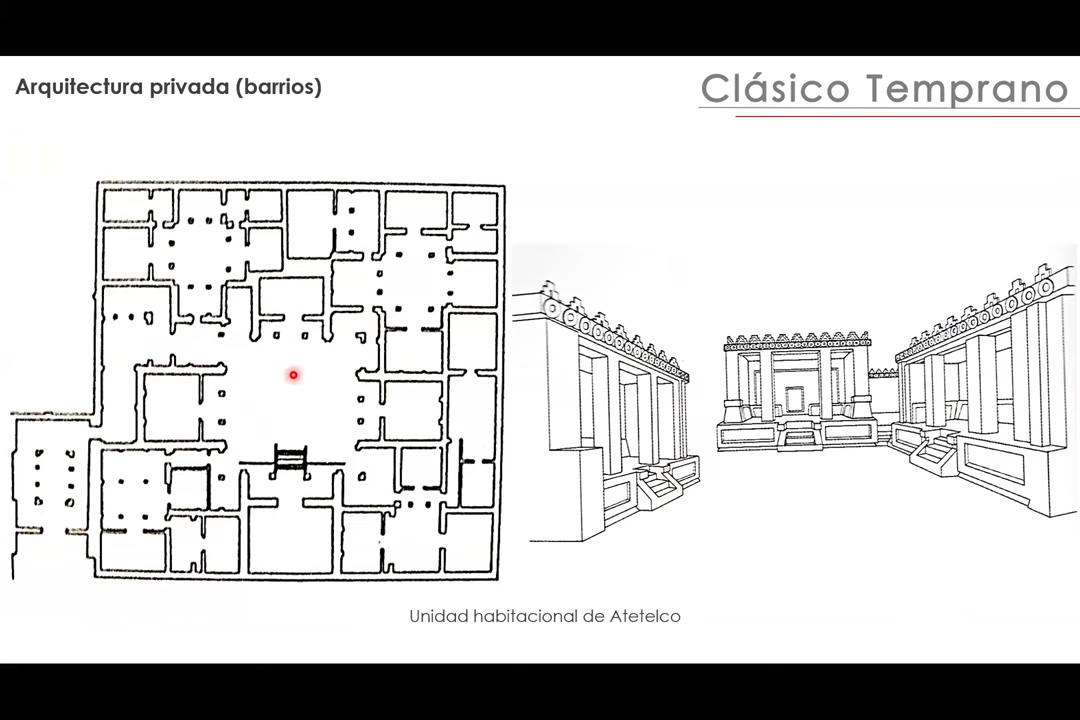 Arquitectura privada (barrios)
Clásico Temprano
Unidad habitacional de Atetelco